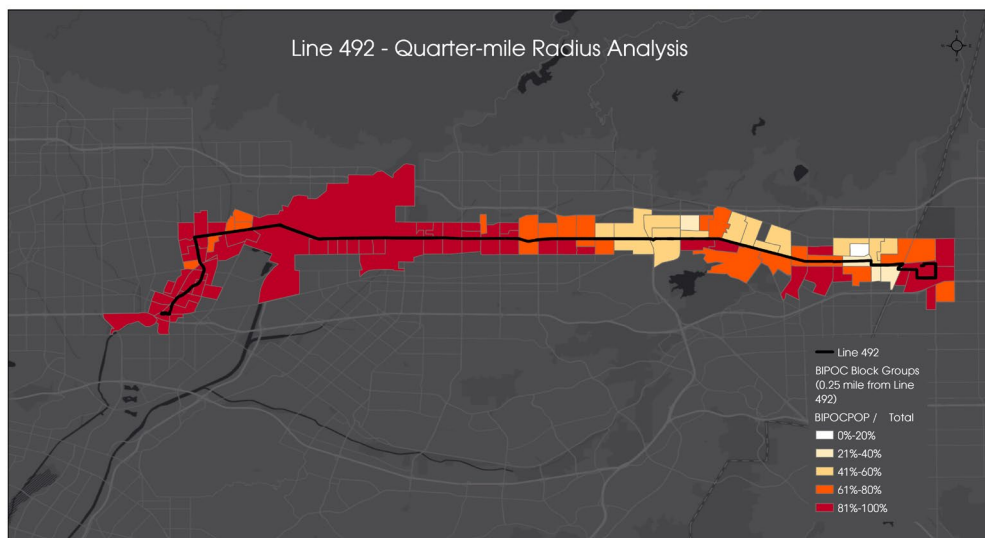 Line 492 - Quarter-mile Radius Analysis
Line 492
BIPOC Block Groups
(0.25 mile from Line
492)
BIPOCPOP / Total
0%-20%
21%-40%
41%-60%
61%-80%
81%-100%